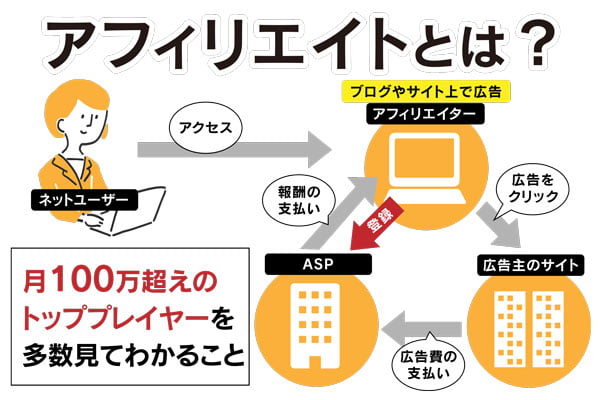 アフィリエイトとは？
ブログやサイト上で広告
アフィリエイター
アクセス
ネットユーザー
報酬の
支払い
登録
広告を
クリック
ASP
広告主のサイト
広告費の
支払い
月100万超えの
トッププレイヤーを
多数見てわかること